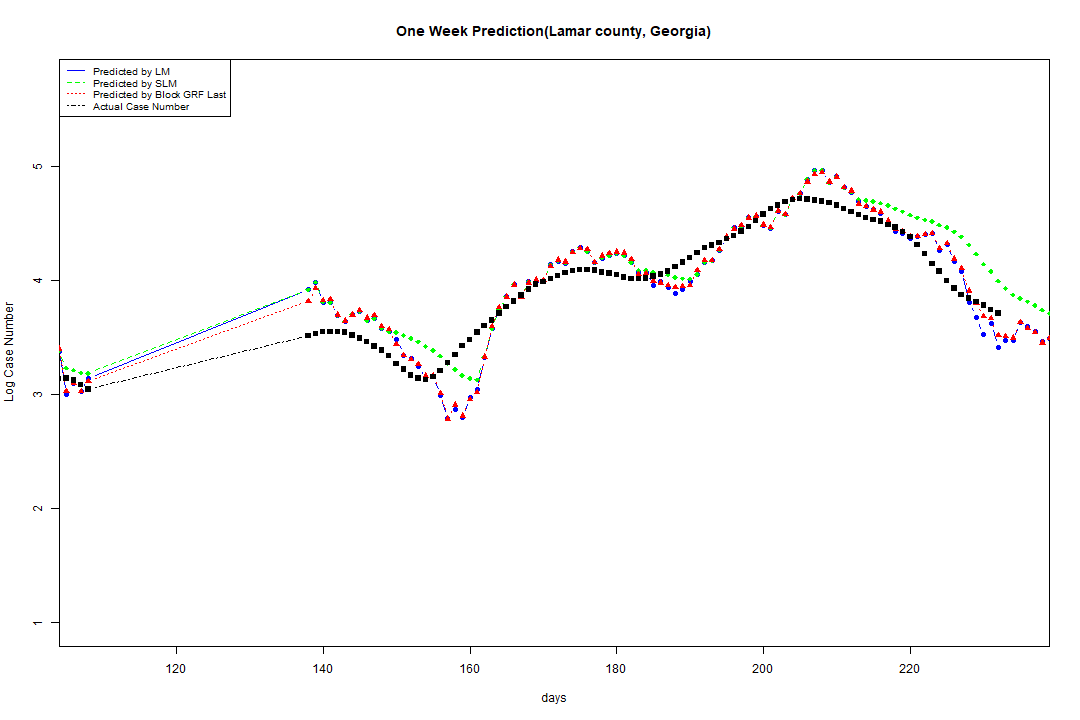 One Week Prediction(Lamar county, Georgia)
Predicted by LM
Predicted by SLM
Predicted by Block GRF Last
Actual Case Number
5
4
3
2
1
Log Case Number
120 140 160 180 200 220
days